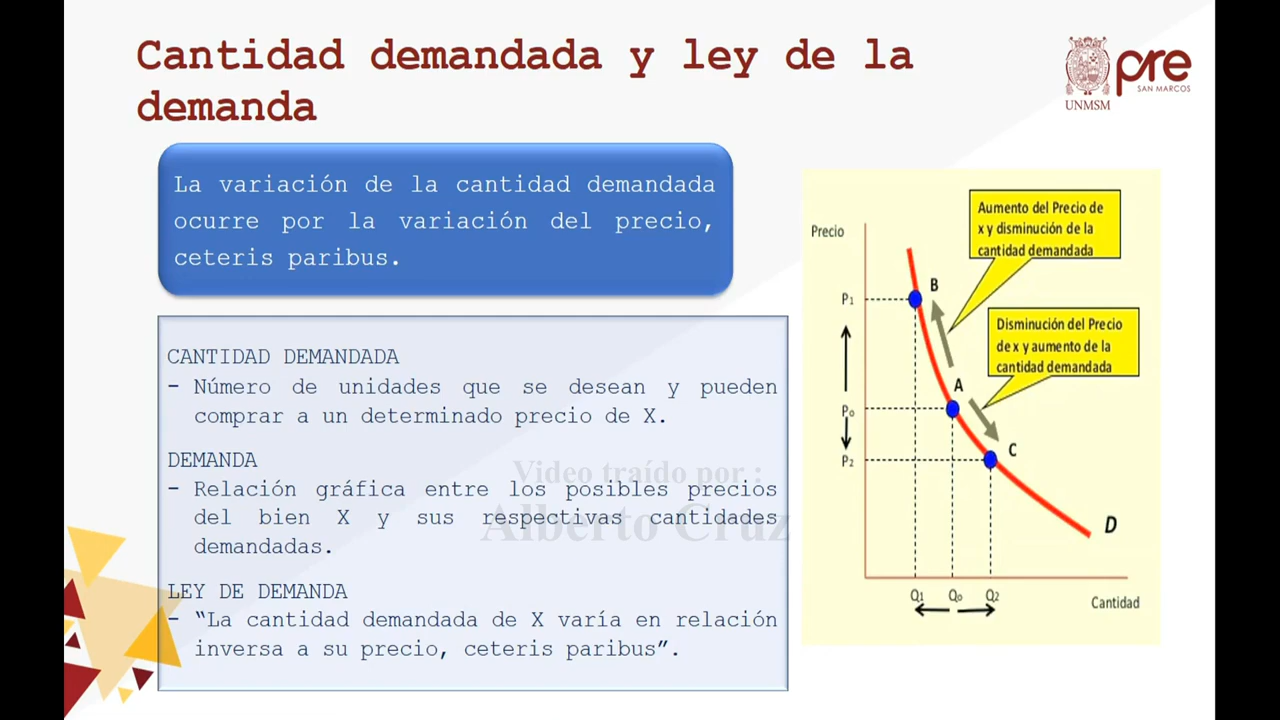 Cantidad demandada y ley de la
demanda
UNMSM
pre
SAN MARCOS
La variación de la cantidad demandada
ocurre por la variación del precio,
ceteris paribus.
CANTIDAD DEMANDADA
- Número de unidades que se desean y pueden
comprar a un determinado precio de X.
DEMANDA
- Relación gráfica entre los posibles precios
del bien X y sus respectivas cantidades
demandadas.
LEY DE DEMANDA
- “La cantidad demandada de X varía en relación
inversa a su precio, ceteris paribus”.
Video traído por :
Alberto Cruz
Precio
Aumento del Precio de
x y disminución de la
cantidad demandada
B
P1
Disminución del Precio
de x y aumento de la
cantidad demandada
A
P0
C
P2
D
Q1 Q0 Q2
Cantidad